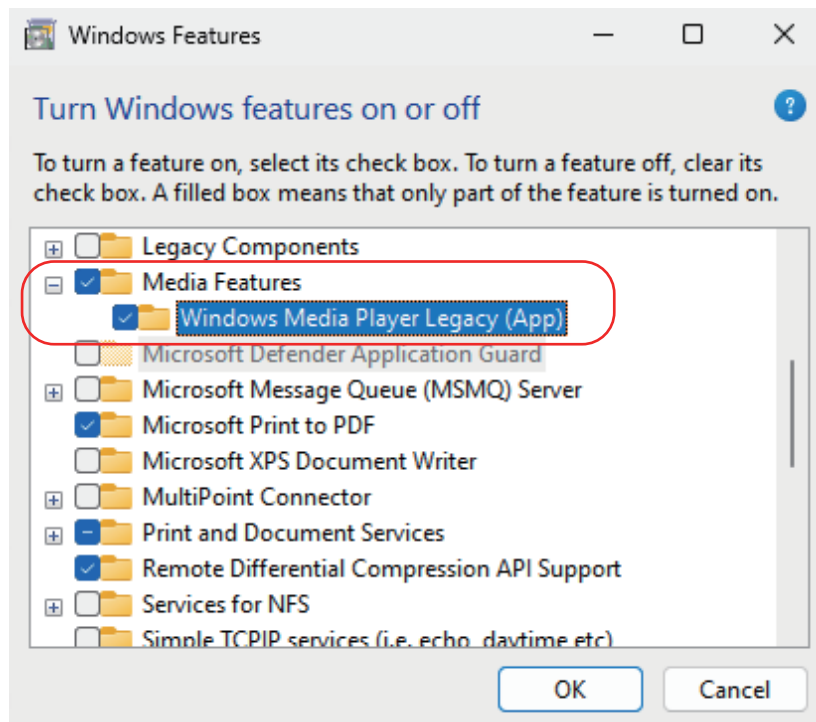 Windows Features
Turn Windows features on or off
?
To turn a feature on, select its check box. To turn a feature off, clear its
check box. A filled box means that only part of the feature is turned on.
Legacy Components
Media Features
Windows Media Player Legacy (App)
Microsoft Defender Application Guard
Microsoft Message Queue (MSMQ) Server
Microsoft Print to PDF
Microsoft XPS Document Writer
MultiPoint Connector
Print and Document Services
Remote Differential Compression API Support
Services for NFS
Simple TCPIP services (i.e. echo, daytime etc)
OK Cancel